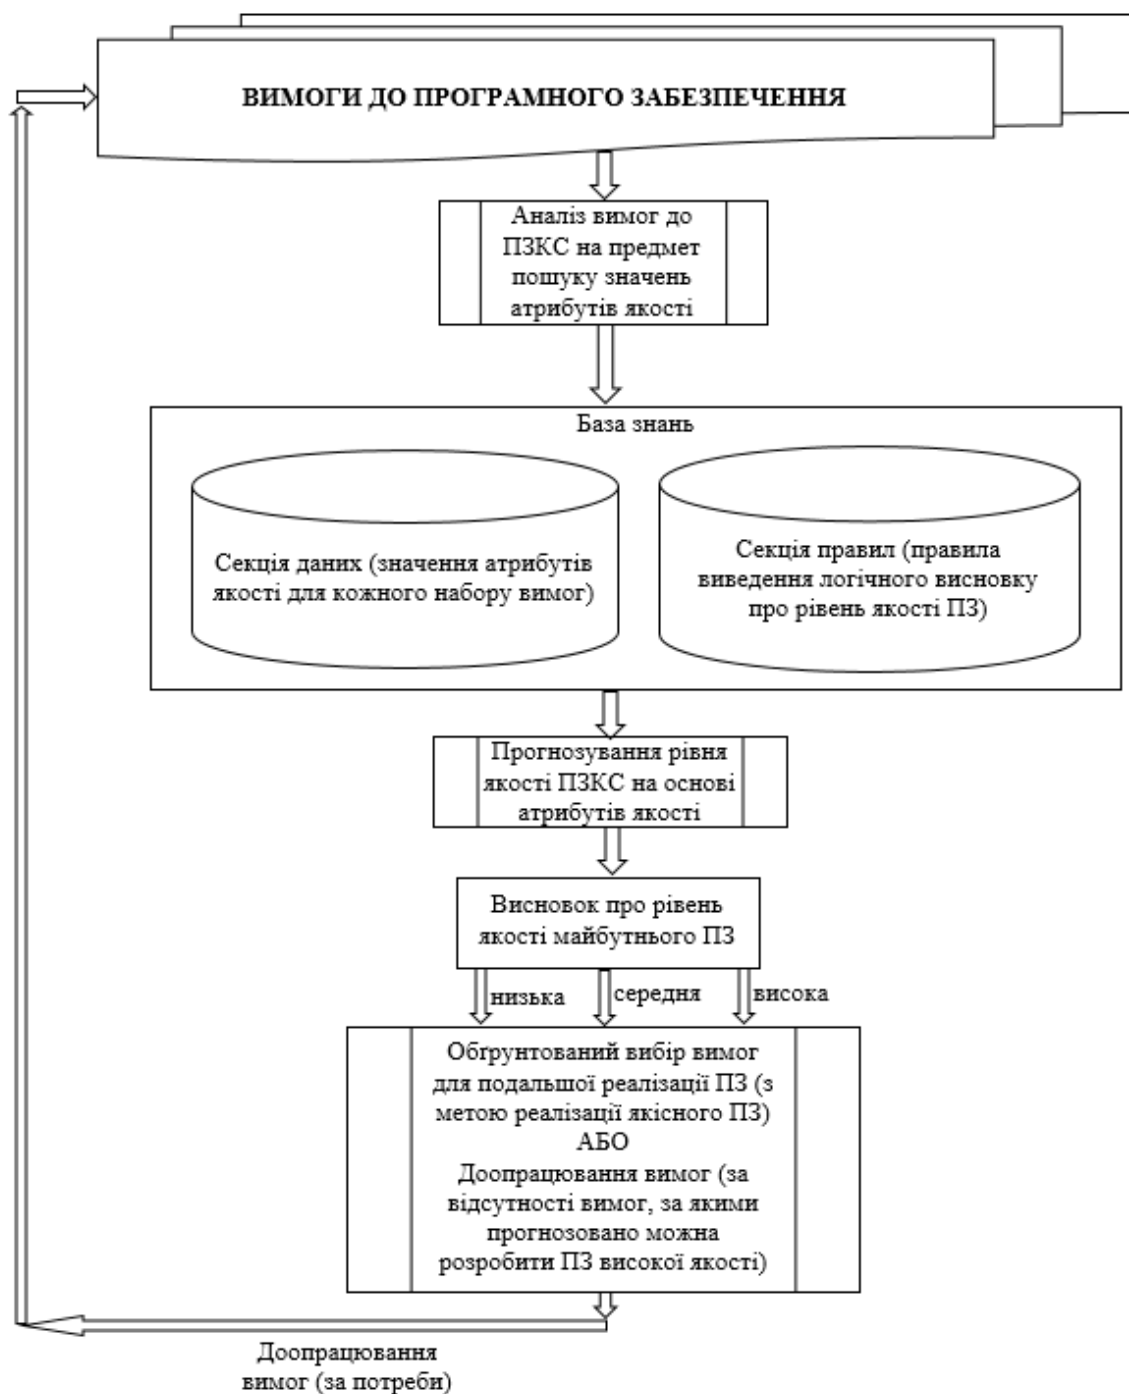 ВИМОГИ ДО ПРОГРАМНОГО ЗАБЕЗПЕЧЕННЯ
Аналіз вимог до
ПЗКС на предмет
пошуку значень
атрибутів якості
База знань
Секція даних (значення атрибутів
якості для кожного набору вимог)
Секція правил (правила
виведення логічного висновку
про рівень якості ПЗ)
Прогнозування рівня
якості ПЗКС на основі
атрибутів якості
Висновок про рівень
якості майбутнього ПЗ
низька
середня
висока
Обґрунтований вибір вимог
для подальшої реалізації ПЗ (з
метою реалізації якісного ПЗ)
АБО
Доопрацювання вимог (за
відсутності вимог, за якими
прогнозовано можна
розробити ПЗ високої якості)
Доопрацювання
вимог (за потреби)